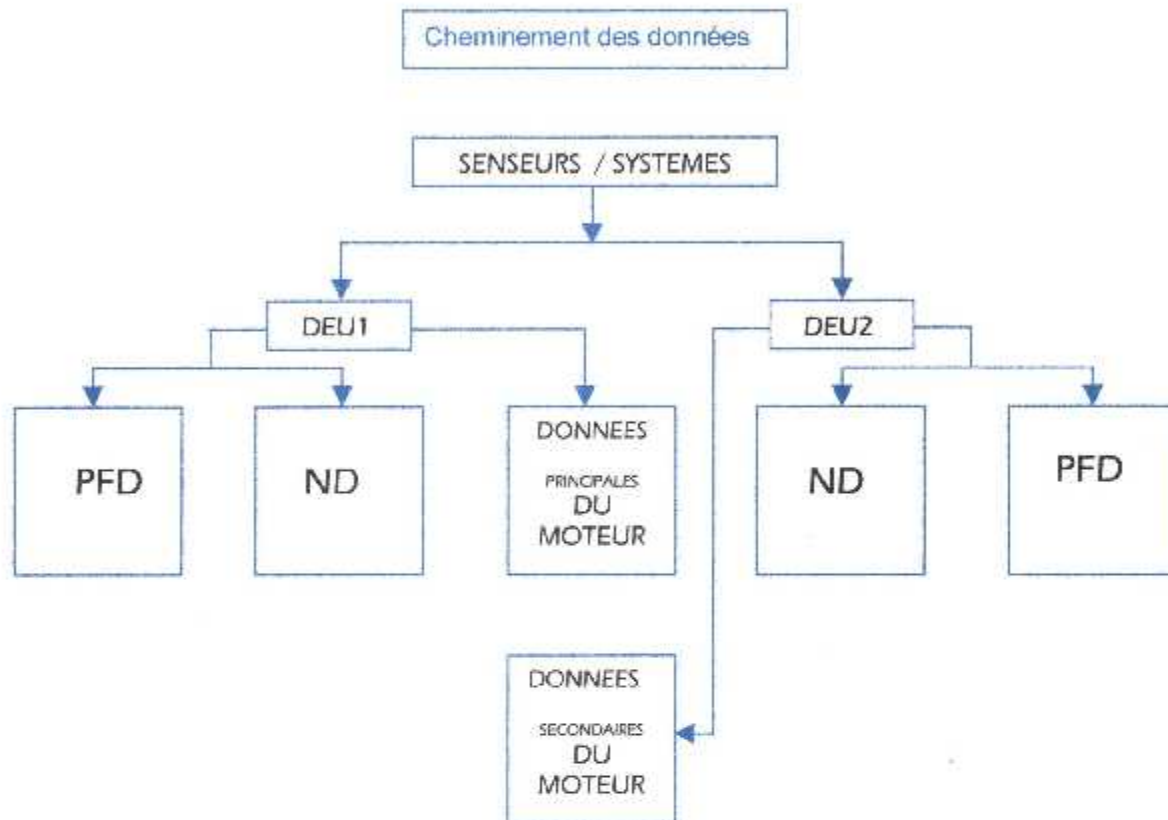 Cheminement des données
SENSEURS / SYSTEMES
DEU1
DEU2
PFD
ND
DONNEES
PRINCIPALES
DU
MOTEUR
ND
PFD
DONNEES
SECONDAIRES
DU
MOTEUR